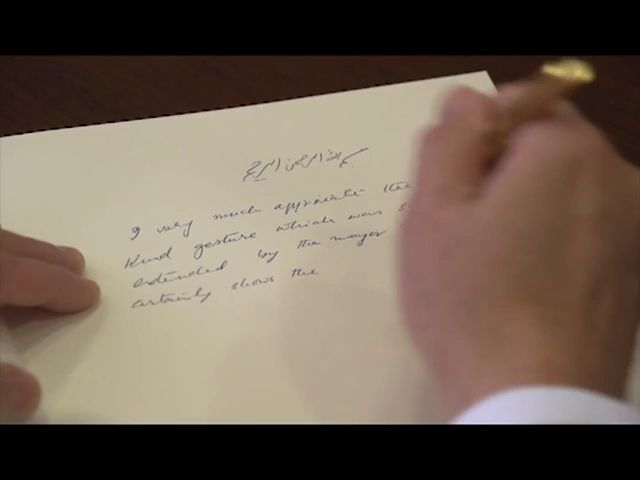 بسم الله الرحمن الرحيم
I very much appreciate the
kind gesture which was
extended by the mayor
certainly shows the